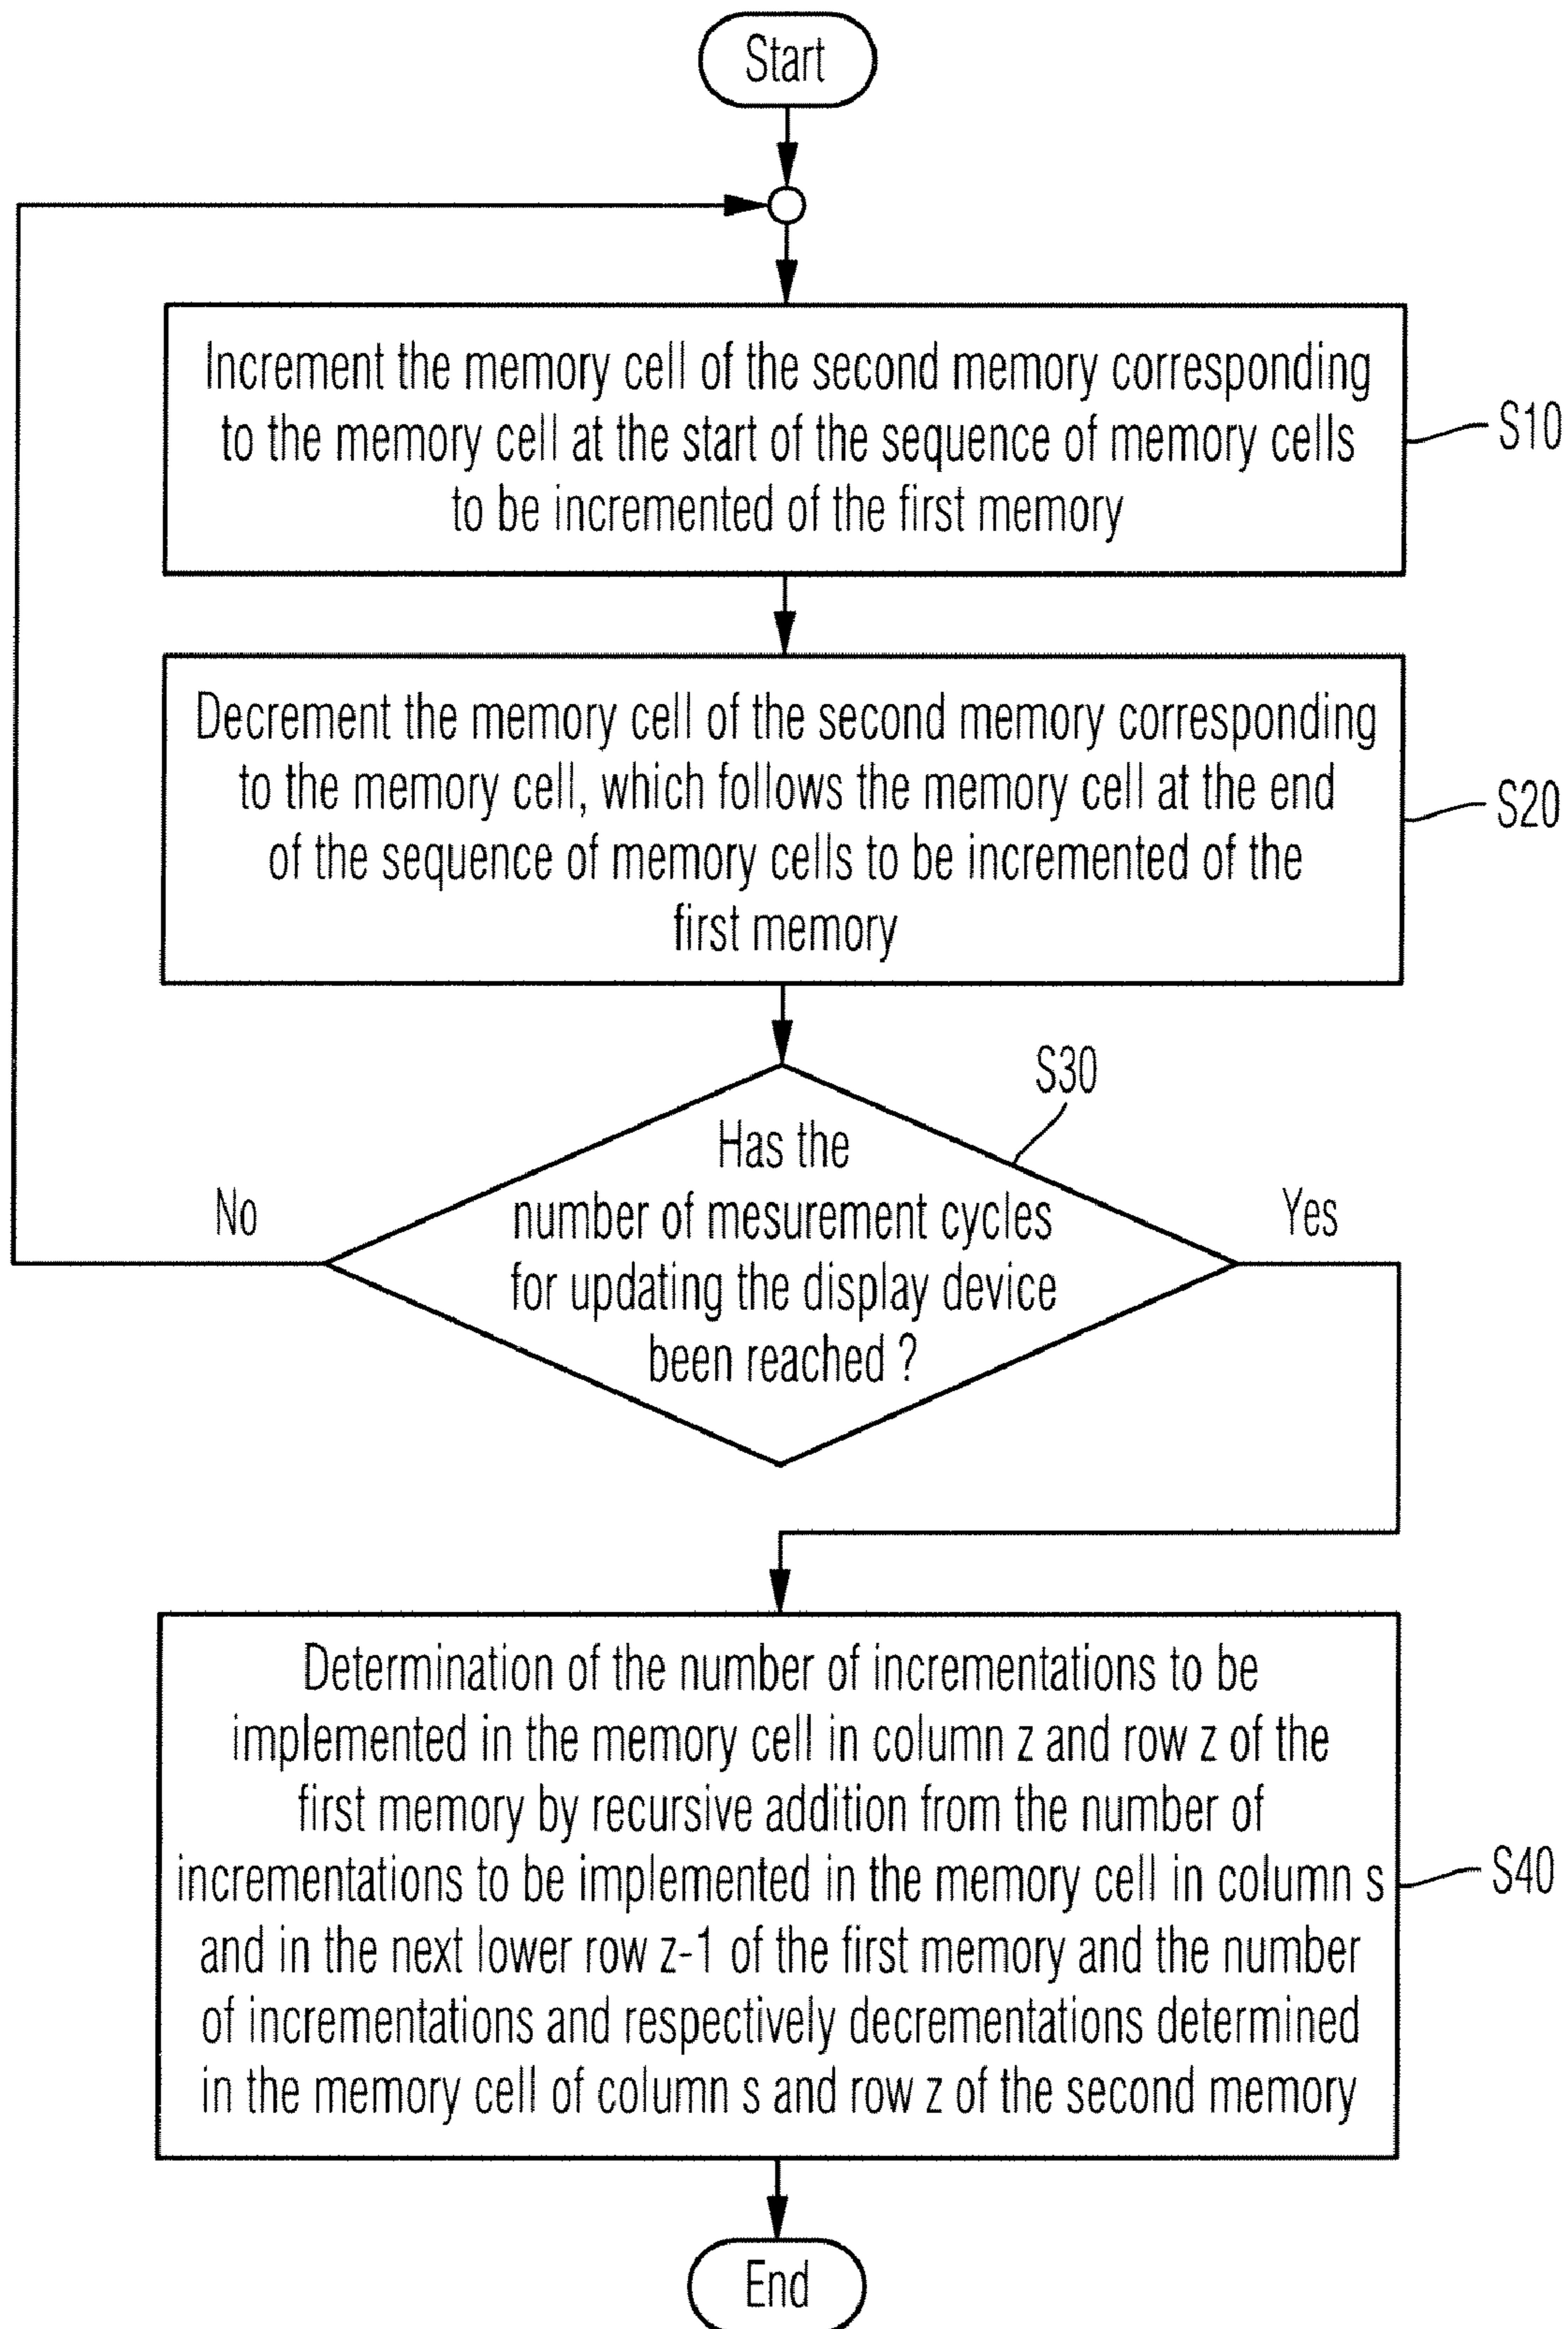 Start
Increment the memory cell of the second memory corresponding
to the memory cell at the start of the sequence of memory cells
to be incremented of the first memory
S10
Decrement the memory cell of the second memory corresponding
to the memory cell, which follows the memory cell at the end
of the sequence of memory cells to be incremented of the
first memory
S20
S30
Has the
number of mesurement cycles
for updating the display device
been reached ?
No
Yes
Determination of the number of incrementations to be
implemented in the memory cell in column z and row z of the
first memory by recursive addition from the number of
incrementations to be implemented in the memory cell in column s
and in the next lower row z-1 of the first memory and the number
of incrementations and respectively decrementations determined
in the memory cell of column s and row z of the second memory
S40
End